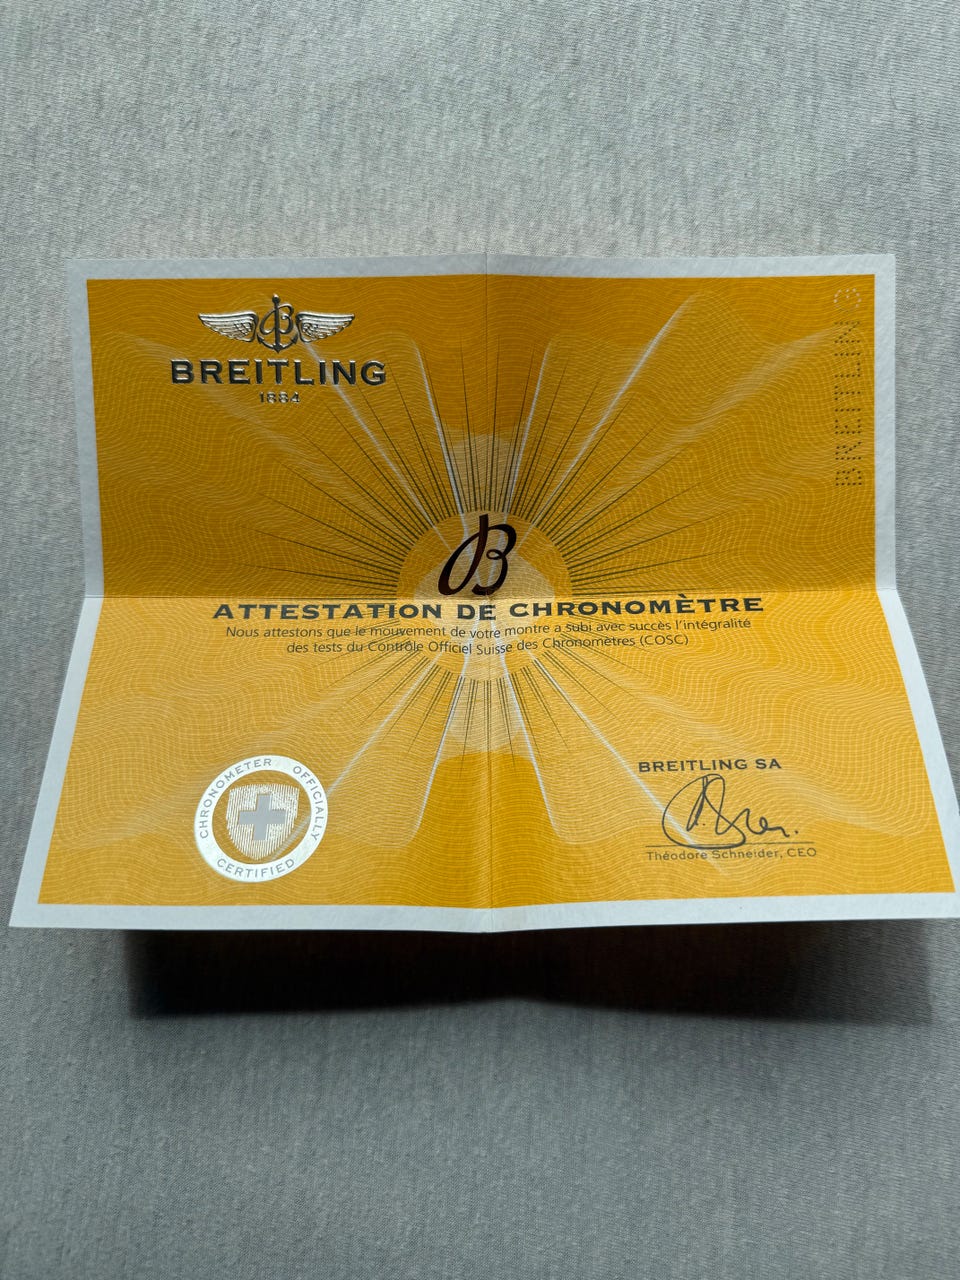 BREITLING
1884
BREITLING
B
ATTESTATION DE CHRONOMÈTRE
Nous attestons que le mouvement de votre montre a subi avec succès l'intégralité
des tests du Contrôle Officiel Suisse des Chronomètres (COSC)
CHRONOMETER OFFICIALLY
CERTIFIED
BREITLING SA
Théodore Schneider, CEO